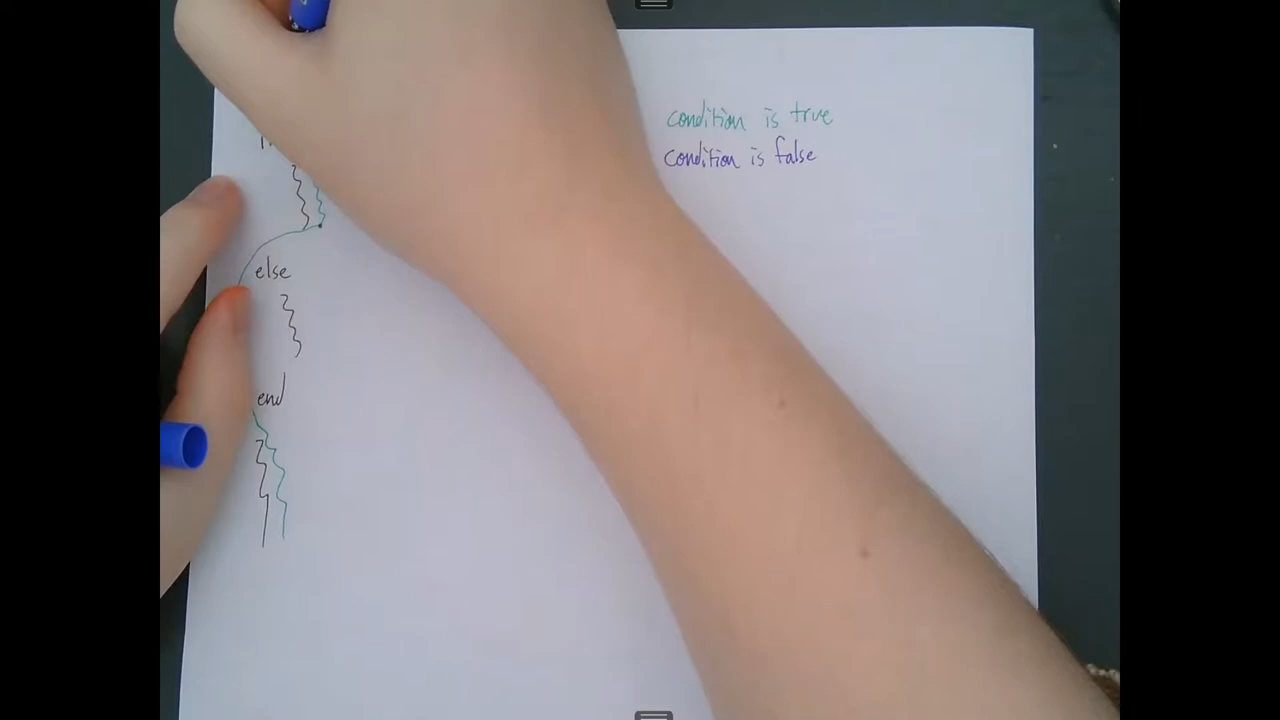 condition is true
condition is false
else
end